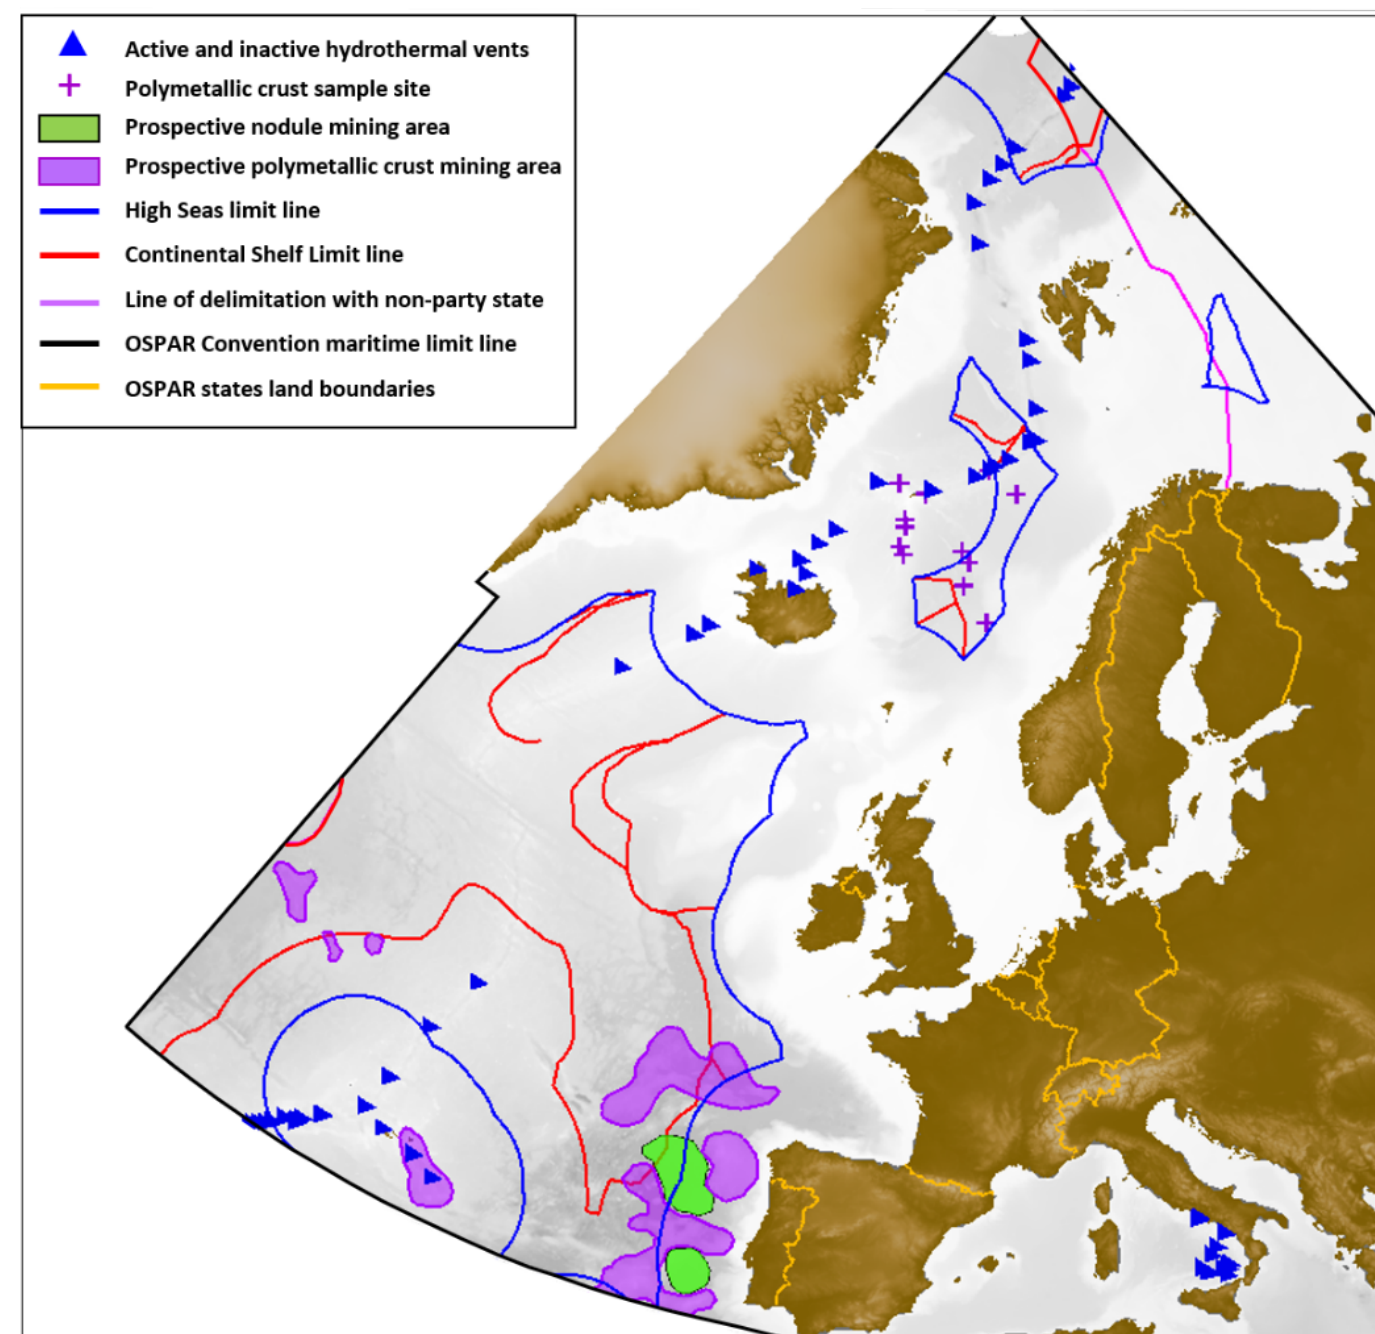 Active and inactive hydrothermal vents
Polymetallic crust sample site
Prospective nodule mining area
Prospective polymetallic crust mining area
High Seas limit line
Continental Shelf Limit line
Line of delimitation with non-party state
OSPAR Convention maritime limit line
OSPAR states land boundaries